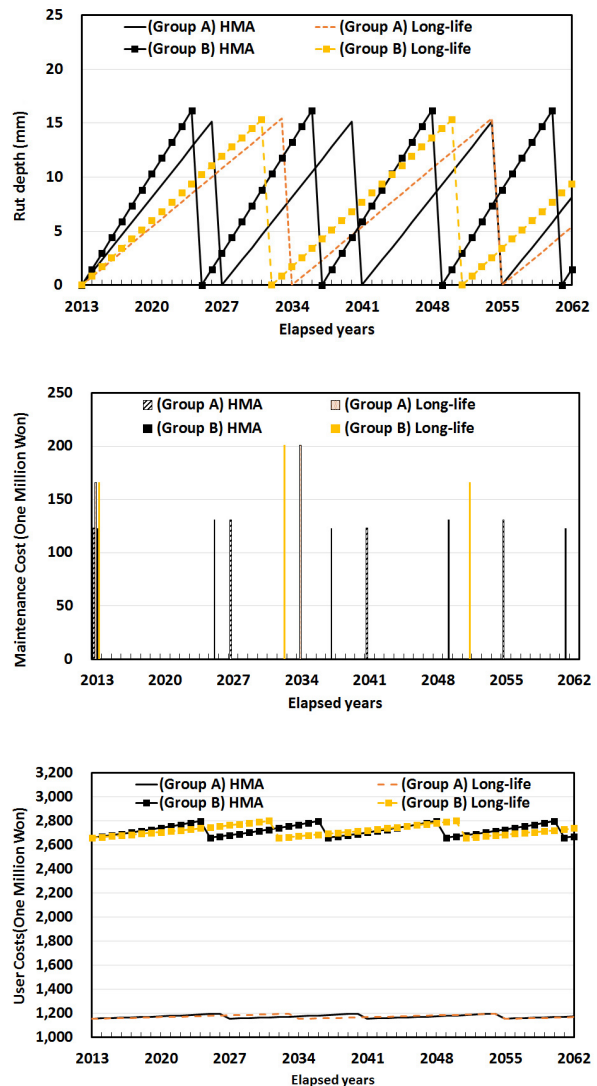 (Group A) HMA (Group A) Long-life
(Group B) HMA (Group B) Long-life
25
20
15
10
5
0
Rut depth (mm)
2013 2020 2027 2034 2041 2048 2055 2062
Elapsed years
250
200
150
100
50
0
Maintenance Cost (One Million Won)
(Group A) HMA (Group A) Long-life
(Group B) HMA (Group B) Long-life
2013 2020 2027 2034 2041 2048 2055 2062
Elapsed years
3,200
3,000
2,800
2,600
2,400
2,200
2,000
1,800
1,600
1,400
1,200
1,000
User Costs(One Million Won)
(Group A) HMA (Group A) Long-life
(Group B) HMA (Group B) Long-life
2013 2020 2027 2034 2041 2048 2055 2062
Elapsed years